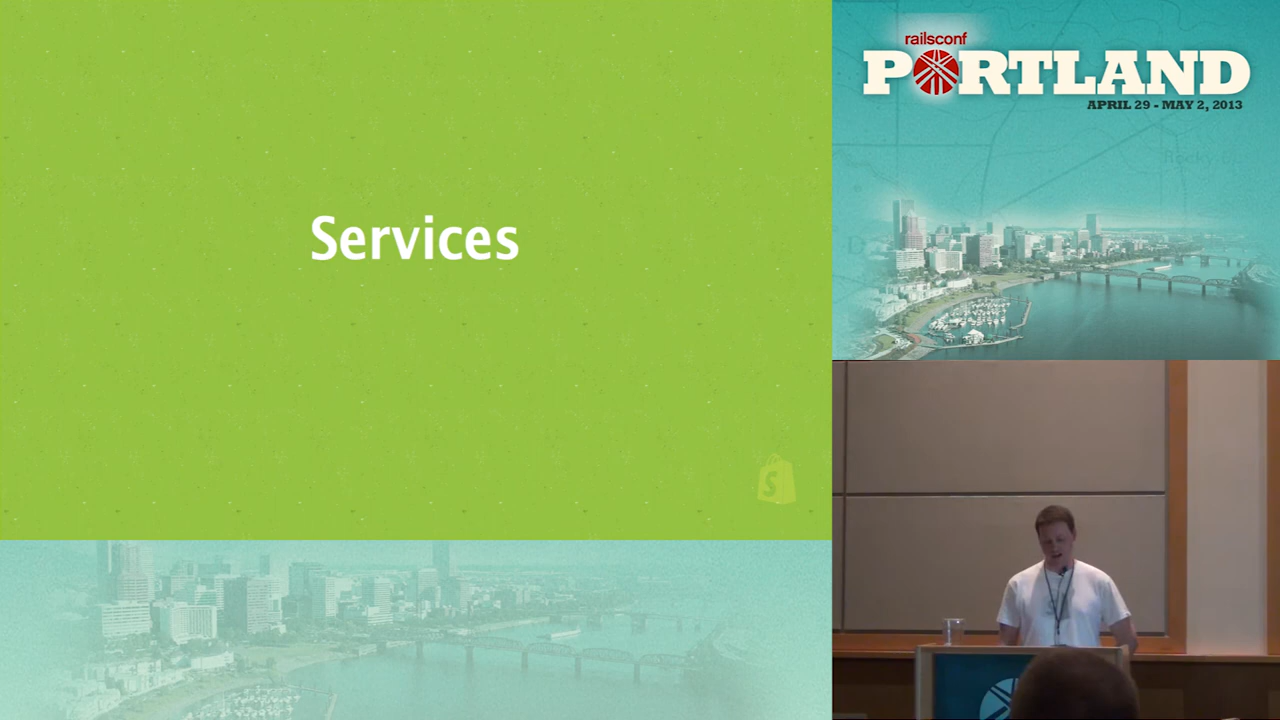 Services
railsconf
PORTLAND
APRIL 29 - MAY 2, 2013
S